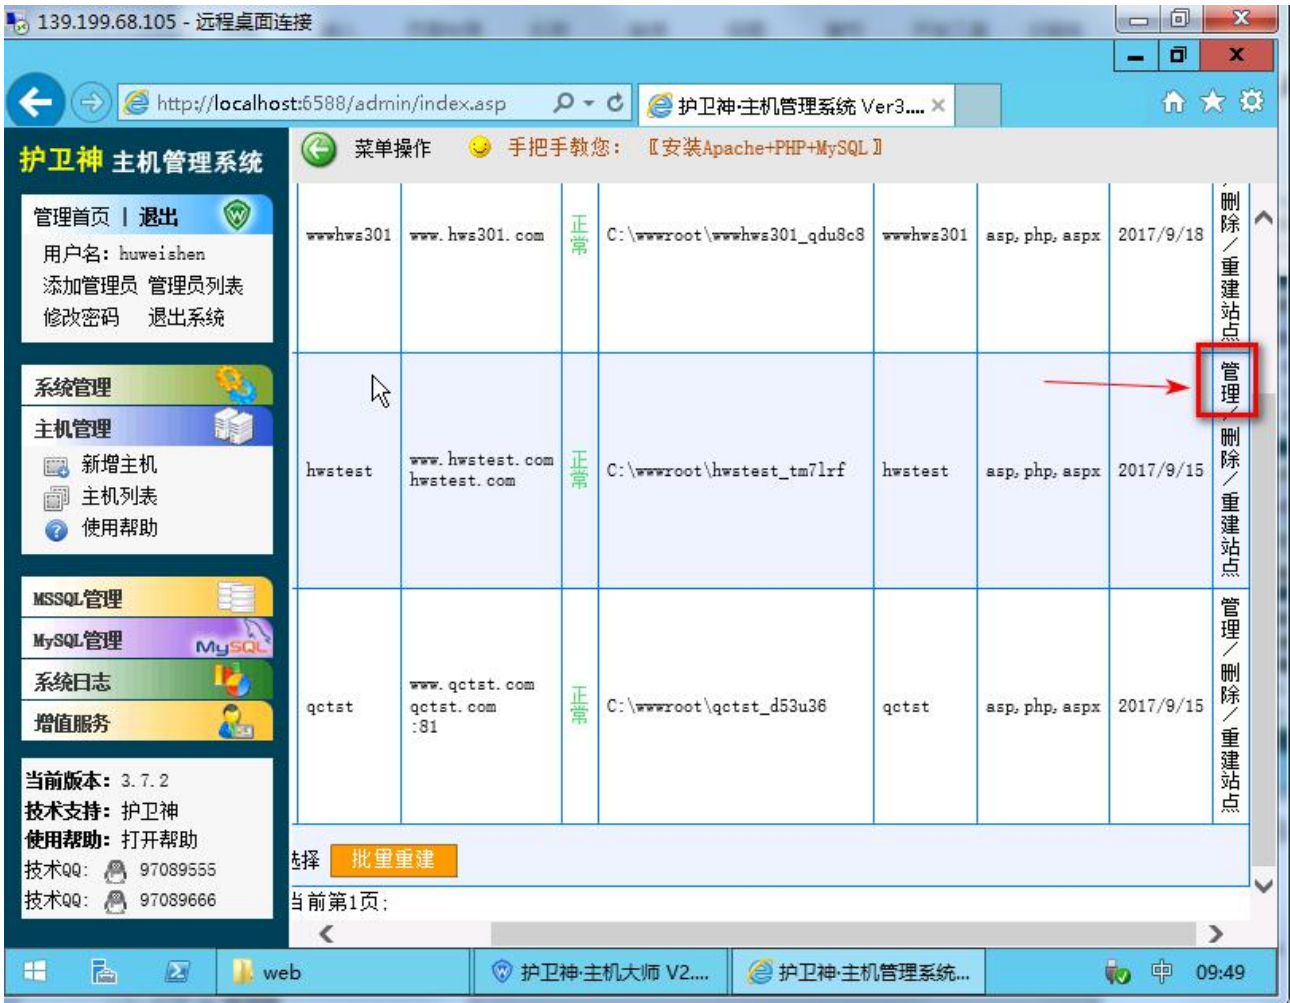 139.199.68.105 - 远程桌面连接
http://localhost:6588/admin/index.asp
护卫神·主机管理系统 Ver3....
护卫神 主机管理系统
菜单操作
手把手教您：
〖安装Apache+PHP+MySQL〗
管理首页 | 退出
用户名：huweishen
添加管理员 管理员列表
修改密码 退出系统
系统管理
主机管理
新增主机
主机列表
使用帮助
MSSQL管理
MySQL管理
MySQL
系统日志
增值服务
当前版本：3.7.2
技术支持：护卫神
使用帮助：打开帮助
技术QQ： 97089555
技术QQ： 97089666
wwwhws301 www.hws301.com 正常 C:\wwwroot\wwwhws301_qdu8c8 wwwhws301 asp,php,aspx 2017/9/18 / 删除 / 重建站点
hwstest www.hwstest.com hwstest.com 正常 C:\wwwroot\hwstest_tm7lrf hwstest asp,php,aspx 2017/9/15 管理 / 删除 / 重建站点
qctst www.qctst.com qctst.com :81 正常 C:\wwwroot\qctst_d53u36 qctst asp,php,aspx 2017/9/15 管理 / 删除 / 重建站点
选择 批量重建
当前第1页:
web
护卫神·主机大师 V2....
护卫神·主机管理系统...
中
09:49